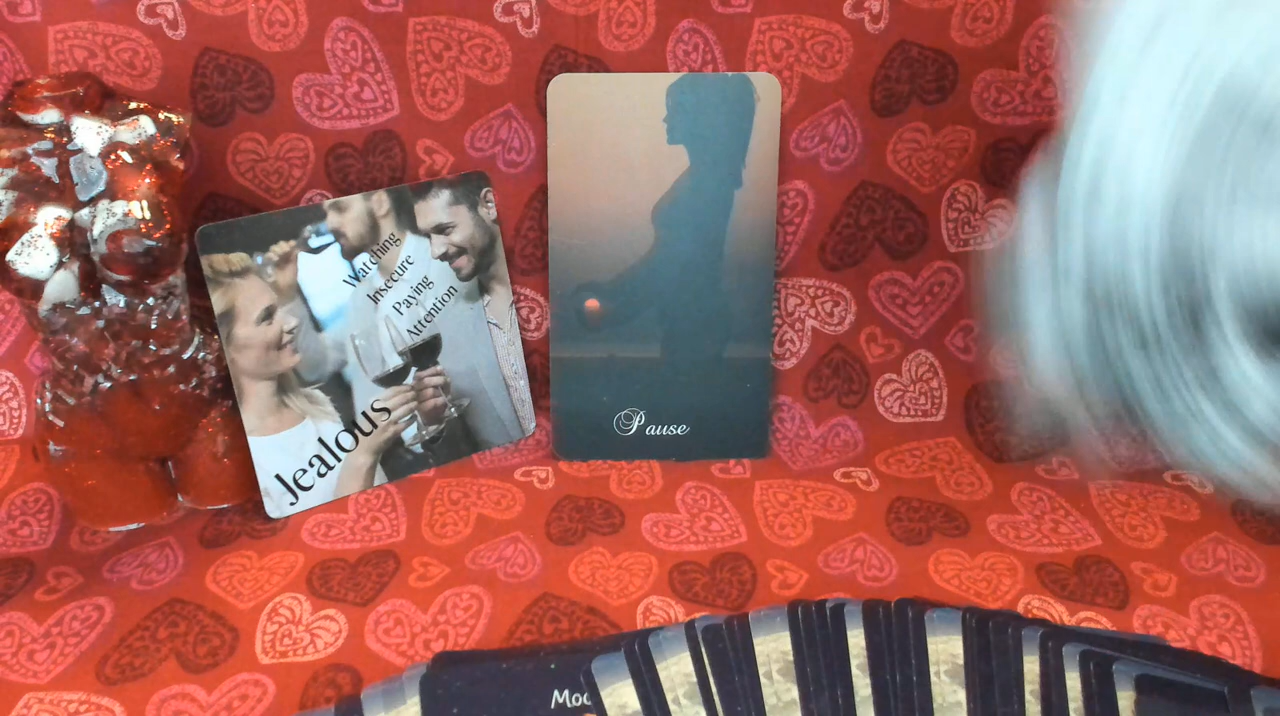 Watching
Insecure
Paying
Attention
Jealous
Pause